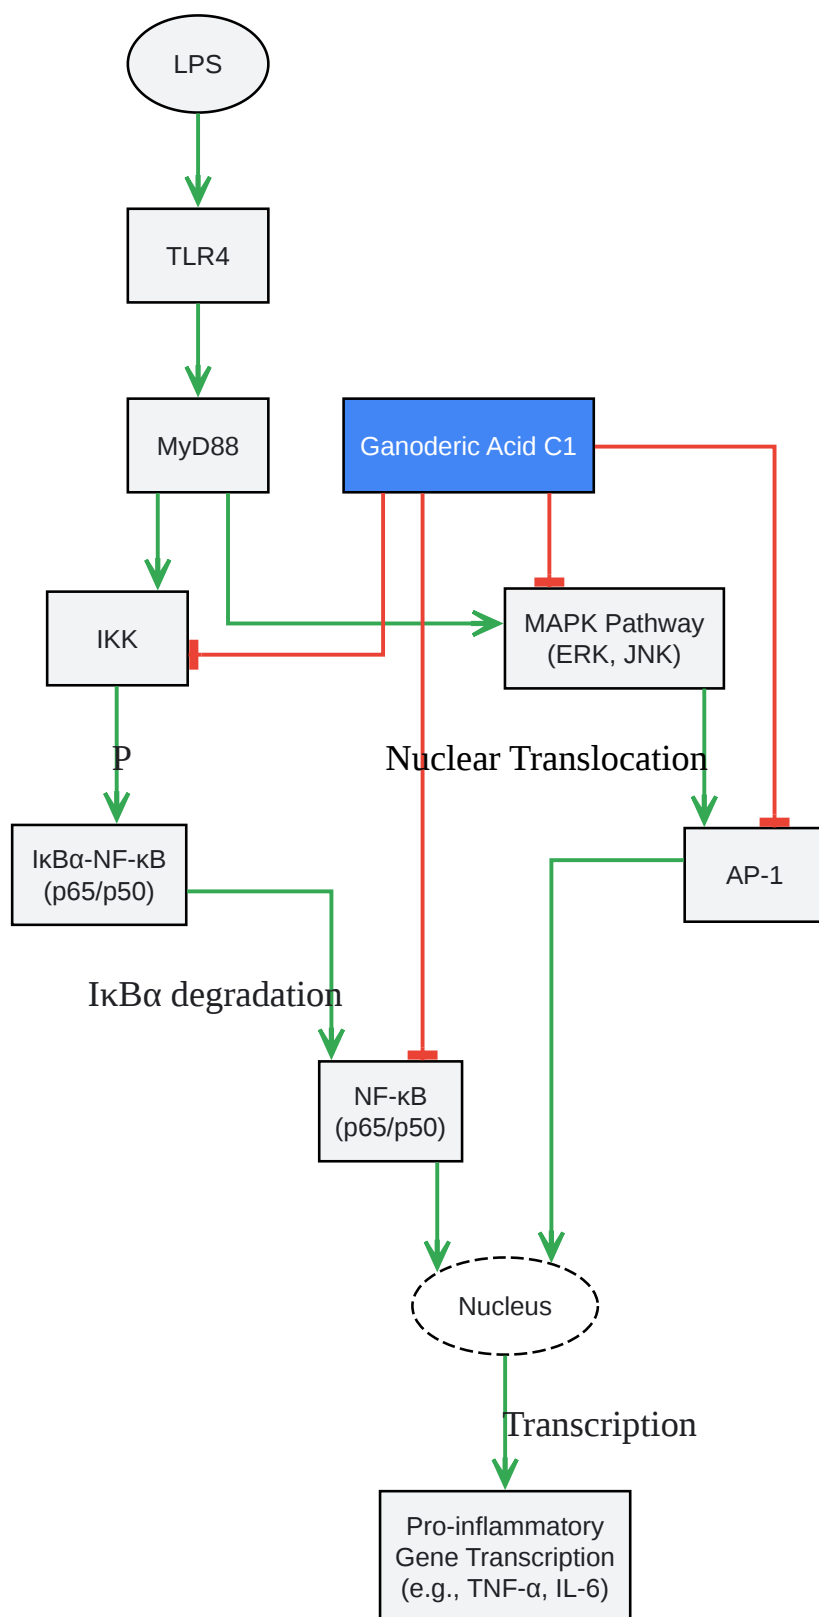 LPS
TLR4
MyD88
Ganoderic Acid C1
IKK
MAPK Pathway
(ERK, JNK)
P
Nuclear Translocation
IκBα-NF-κB
(p65/p50)
AP-1
IκBα degradation
NF-κB
(p65/p50)
Nucleus
Transcription
Pro-inflammatory
Gene Transcription
(e.g., TNF-α, IL-6)